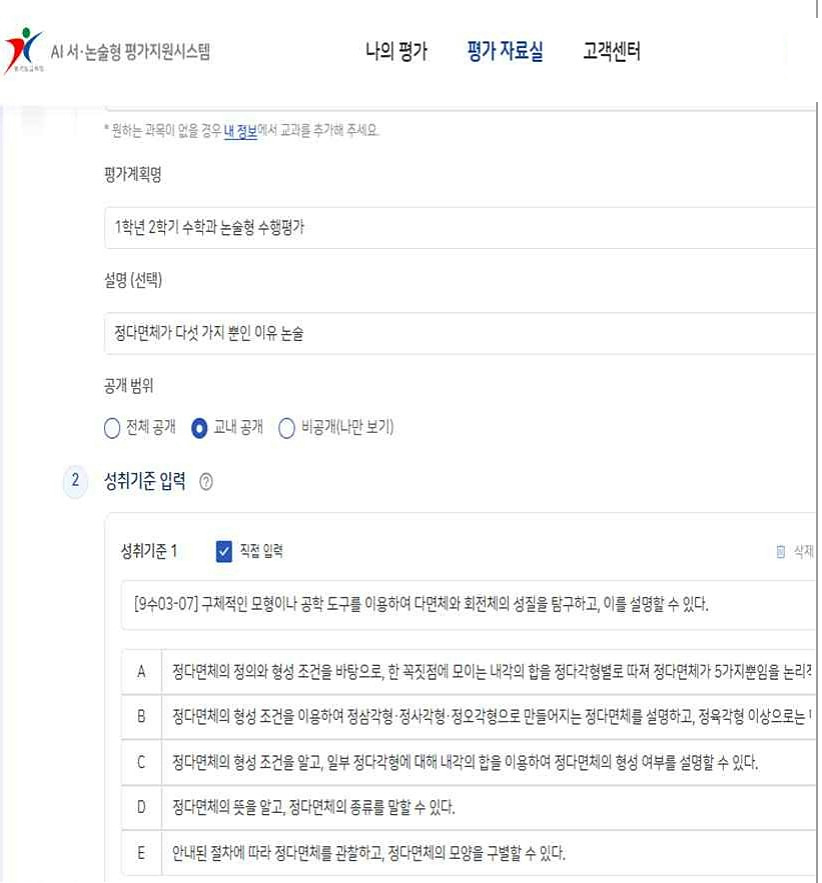 AI 서·논술형 평가지원시스템
나의 평가
평가 자료실
고객센터
* 원하는 과목이 없을 경우 내 정보에서 교과를 추가해 주세요.
평가계획명
1학년 2학기 수학과 논술형 수행평가
설명 (선택)
정다면체가 다섯 가지 뿐인 이유 논술
공개 범위
전체 공개 교내 공개 비공개(나만 보기)
2 성취기준 입력 ?
성취기준 1 직접 입력 삭제
[9수03-07] 구체적인 모형이나 공학 도구를 이용하여 다면체와 회전체의 성질을 탐구하고, 이를 설명할 수 있다.
A 정다면체의 정의와 형성 조건을 바탕으로, 한 꼭짓점에 모이는 내각의 합을 정다각형별로 따져 정다면체가 5가지뿐임을
B 정다면체의 형성 조건을 이용하여 정삼각형·정사각형·정오각형으로 만들어지는 정다면체를 설명하고, 정육각형 이상으로는
C 정다면체의 형성 조건을 알고, 일부 정다각형에 대해 내각의 합을 이용하여 정다면체의 형성 여부를 설명할 수 있다.
D 정다면체의 뜻을 알고, 정다면체의 종류를 말할 수 있다.
E 안내된 절차에 따라 정다면체를 관찰하고, 정다면체의 모양을 구별할 수 있다.